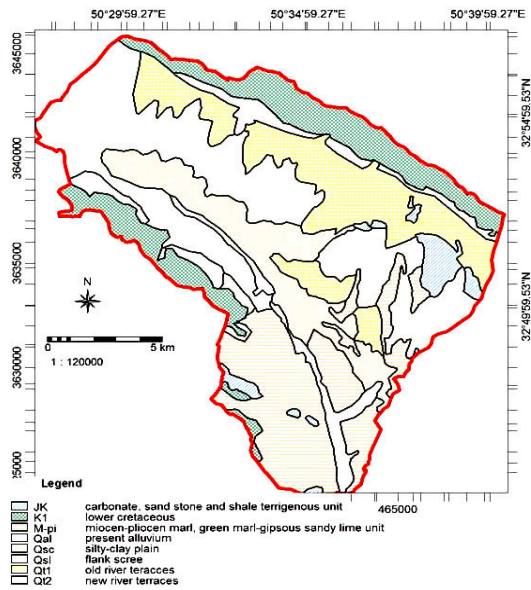 50°29'59.27"E 50°34'59.27"E 50°39'59.27"E
3645000
32°54'59.53"N
3640000
3635000
32°49'59.53"N
N
0 5 km
1 : 120000
3630000
15000
465000
Legend
JK carbonate, sand stone and shale terrigenous unit
K1 lower cretaceous
M-pi miocen-pliocen marl, green marl-gipsous sandy lime unit
Qal present alluvium
Qsc silty-clay plain
Qsl flank scree
Qt1 old river teracces
Qt2 new river terraces